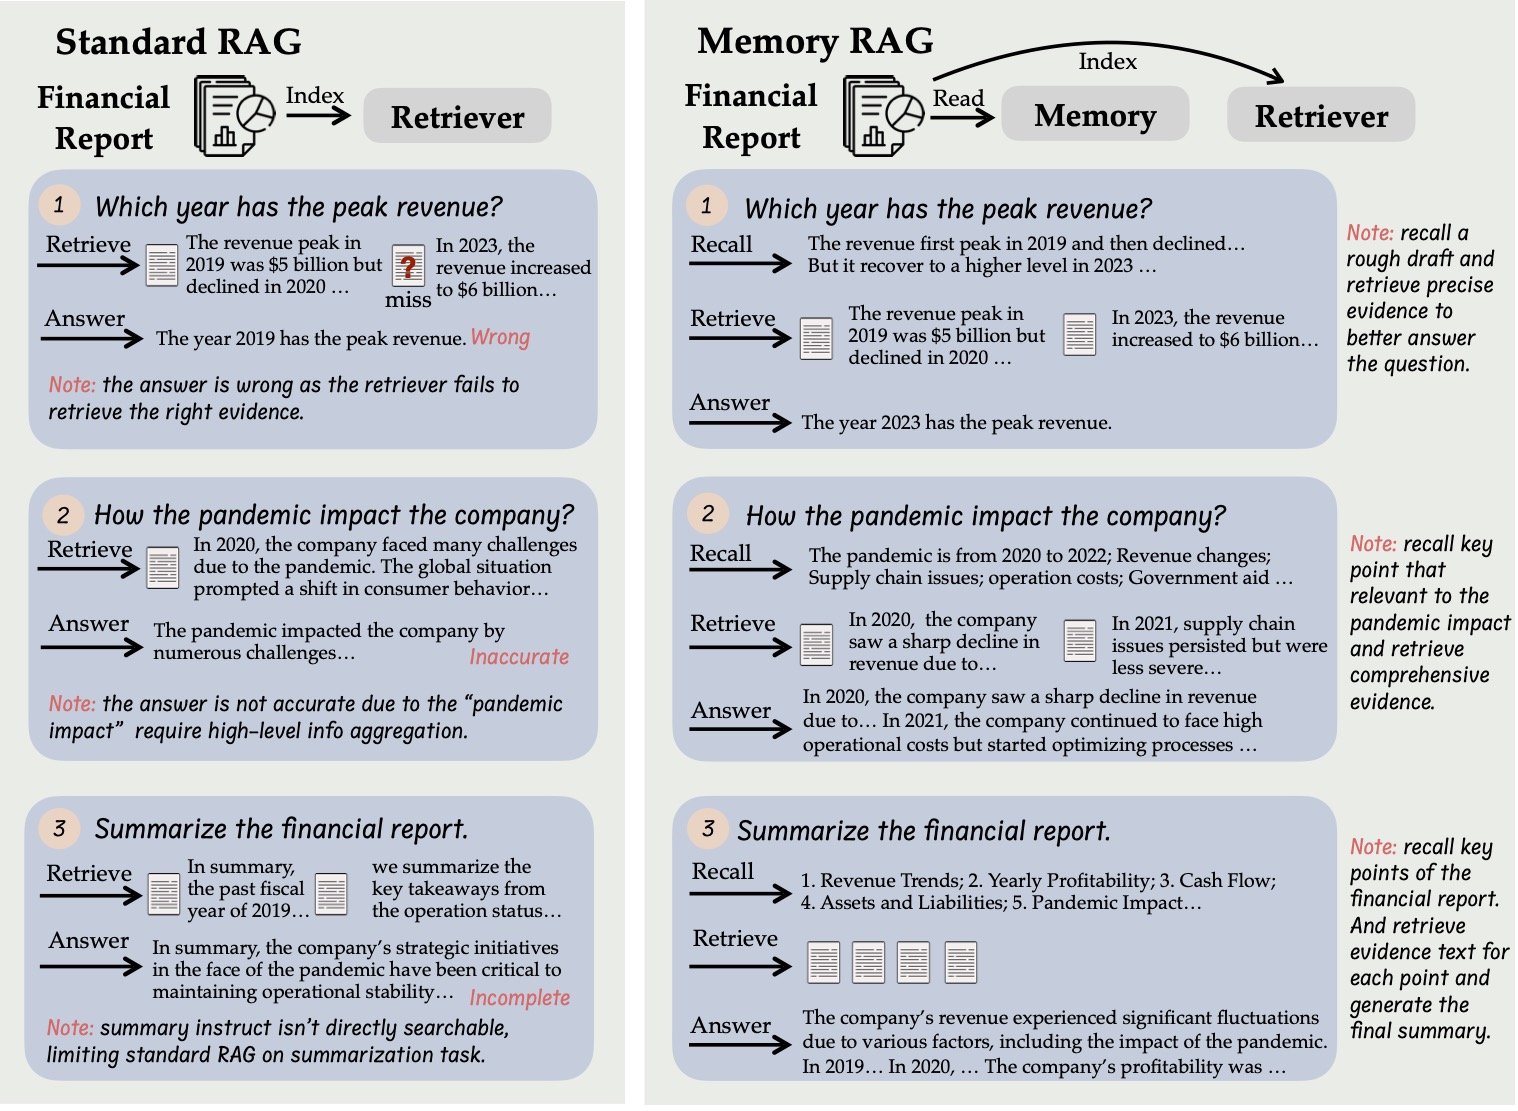 Standard RAG
Financial
Report
Index
Retriever
1 Which year has the peak revenue?
Retrieve
The revenue peak in
2019 was $5 billion but
declined in 2020 ...
?
miss
In 2023, the
revenue increased
to $6 billion...
Answer
The year 2019 has the peak revenue. Wrong
Note: the answer is wrong as the retriever fails to
retrieve the right evidence.
2 How the pandemic impact the company?
Retrieve
In 2020, the company faced many challenges
due to the pandemic. The global situation
prompted a shift in consumer behavior...
Answer
The pandemic impacted the company by
numerous challenges...
Inaccurate
Note: the answer is not accurate due to the “pandemic
impact” require high-level info aggregation.
3 Summarize the financial report.
Retrieve
In summary,
the past fiscal
year of 2019...
we summarize the
key takeaways from
the operation status...
Answer
In summary, the company’s strategic initiatives
in the face of the pandemic have been critical to
maintaining operational stability... Incomplete
Note: summary instruct isn’t directly searchable,
limiting standard RAG on summarization task.
Memory RAG
Financial
Report
Index
Read
Memory
Retriever
1 Which year has the peak revenue?
Recall
The revenue first peak in 2019 and then declined...
But it recover to a higher level in 2023 ...
Retrieve
The revenue peak in
2019 was $5 billion but
declined in 2020 ...
In 2023, the revenue
increased to $6 billion...
Answer
The year 2023 has the peak revenue.
Note: recall a
rough draft and
retrieve precise
evidence to
better answer
the question.
2 How the pandemic impact the company?
Recall
The pandemic is from 2020 to 2022; Revenue changes;
Supply chain issues; operation costs; Government aid ...
Retrieve
In 2020, the company
saw a sharp decline in
revenue due to...
In 2021, supply chain
issues persisted but were
less severe...
Answer
In 2020, the company saw a sharp decline in revenue
due to... In 2021, the company continued to face high
operational costs but started optimizing processes ...
Note: recall key
point that
relevant to the
pandemic impact
and retrieve
comprehensive
evidence.
3 Summarize the financial report.
Recall
1. Revenue Trends; 2. Yearly Profitability; 3. Cash Flow;
4. Assets and Liabilities; 5. Pandemic Impact...
Retrieve
Answer
The company’s revenue experienced significant fluctuations
due to various factors, including the impact of the pandemic.
In 2019... In 2020, ... The company’s profitability was ...
Note: recall key
points of the
financial report.
And retrieve
evidence text for
each point and
generate the
final summary.